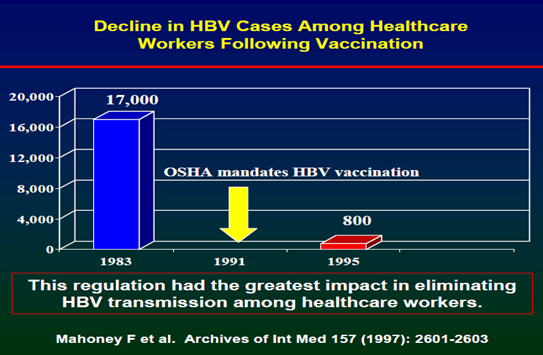 Decline in HBV Cases Among Healthcare
Workers Following Vaccination
20,000
17,000
16,000
12,000
OSHA mandates HBV vaccination
8,000
4,000
800
0
1983
1991
1995
This regulation had the greatest impact in eliminating
HBV transmission among healthcare workers.
Mahoney F et al. Archives of Int Med 157 (1997): 2601-2603